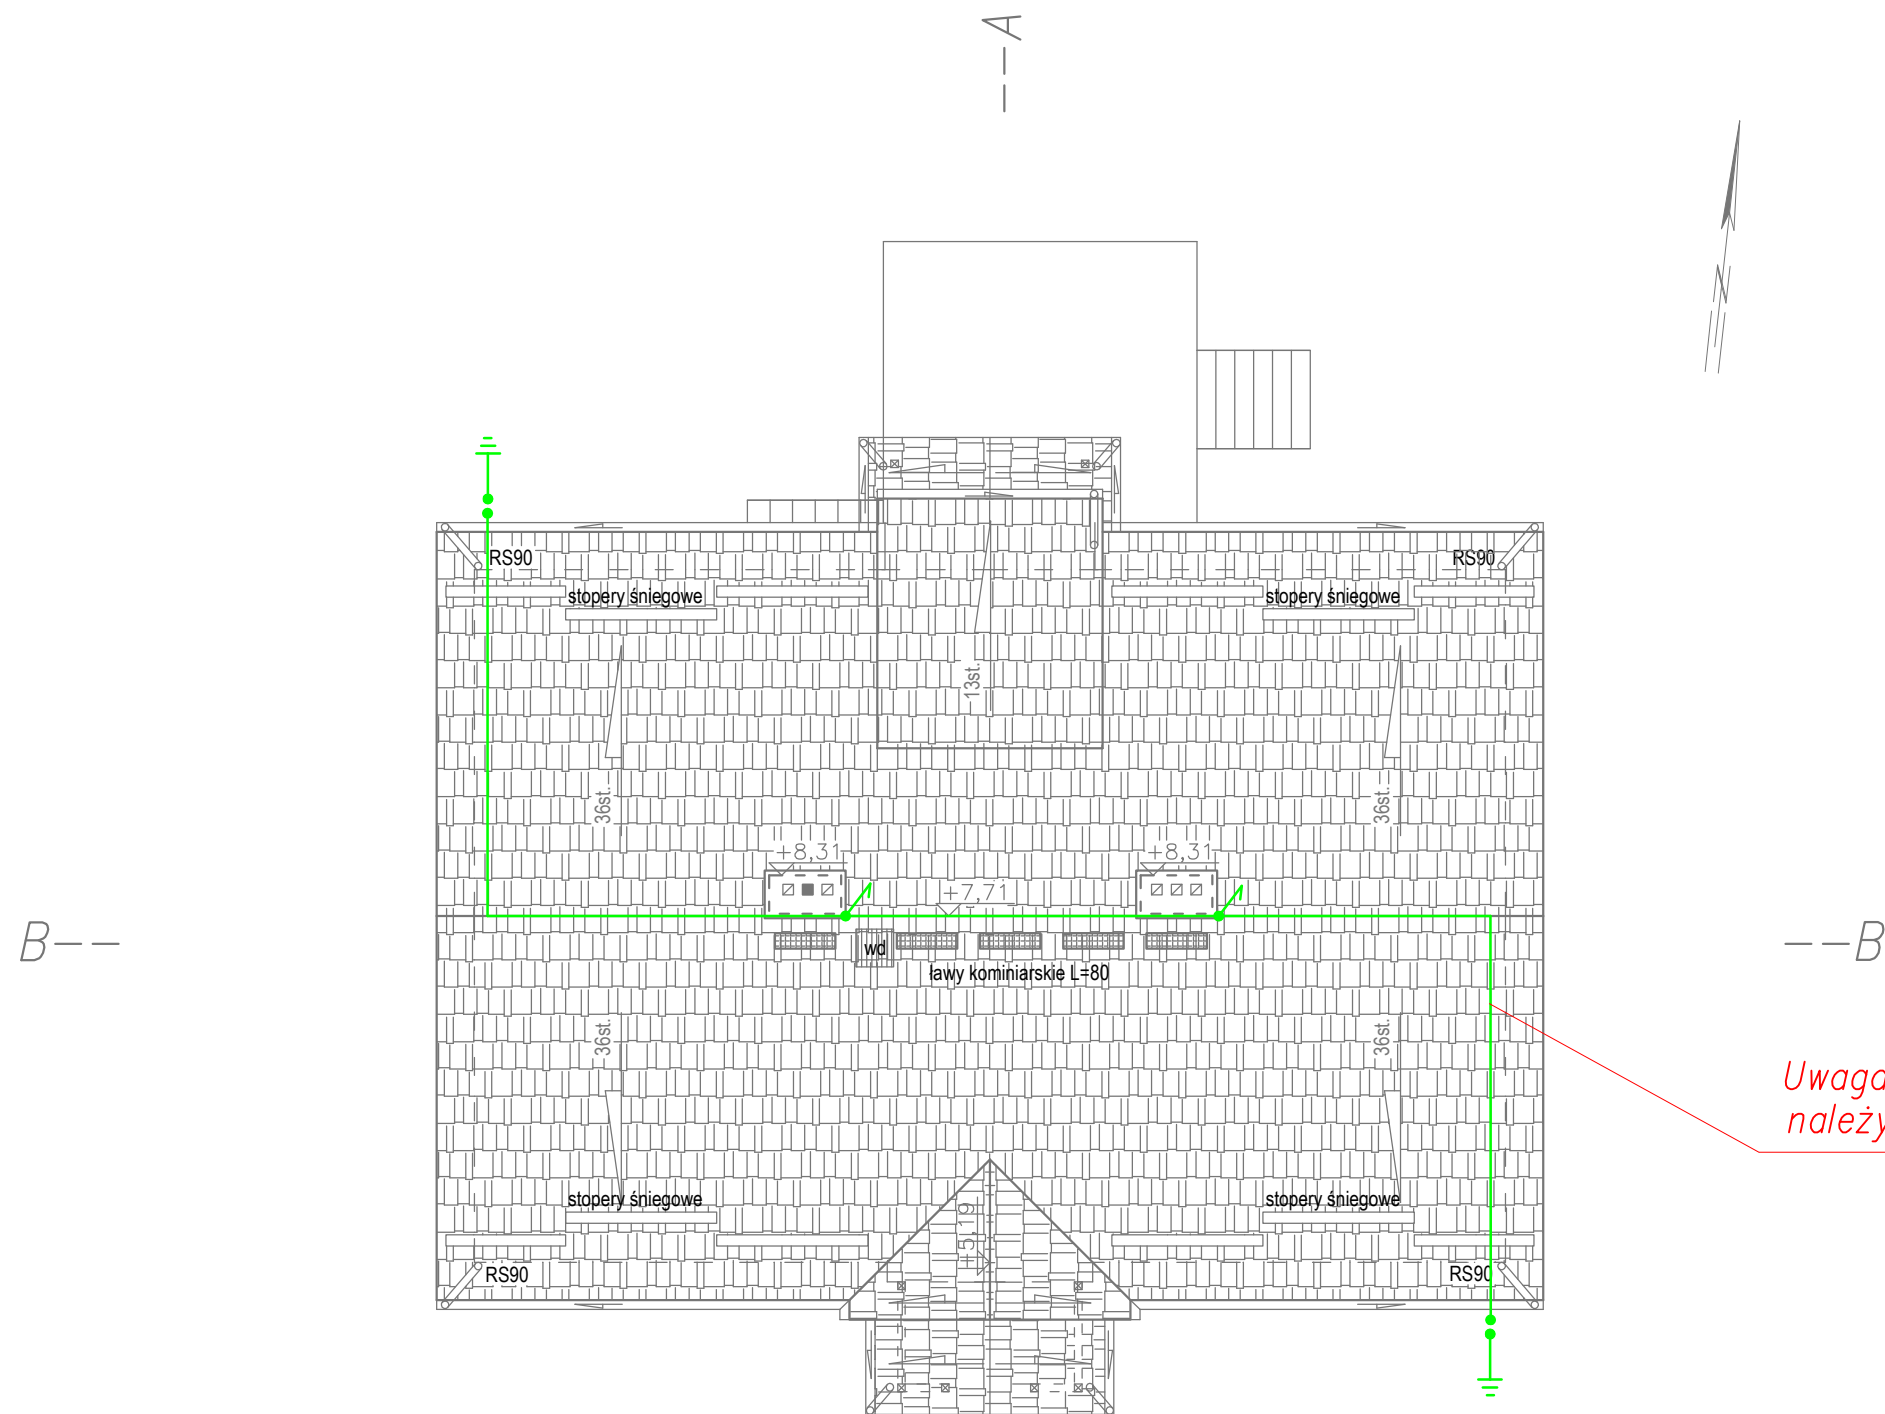 A
N
RS90
RS90
stopery śniegowe
stopery śniegowe
13st.
36st.
36st.
+8,31
+8,31
+7,71
B
wd
B
ławy kominiarskie L=80
36st.
36st.
Uwaga
należy
stopery śniegowe
stopery śniegowe
+5,19
RS90
RS90